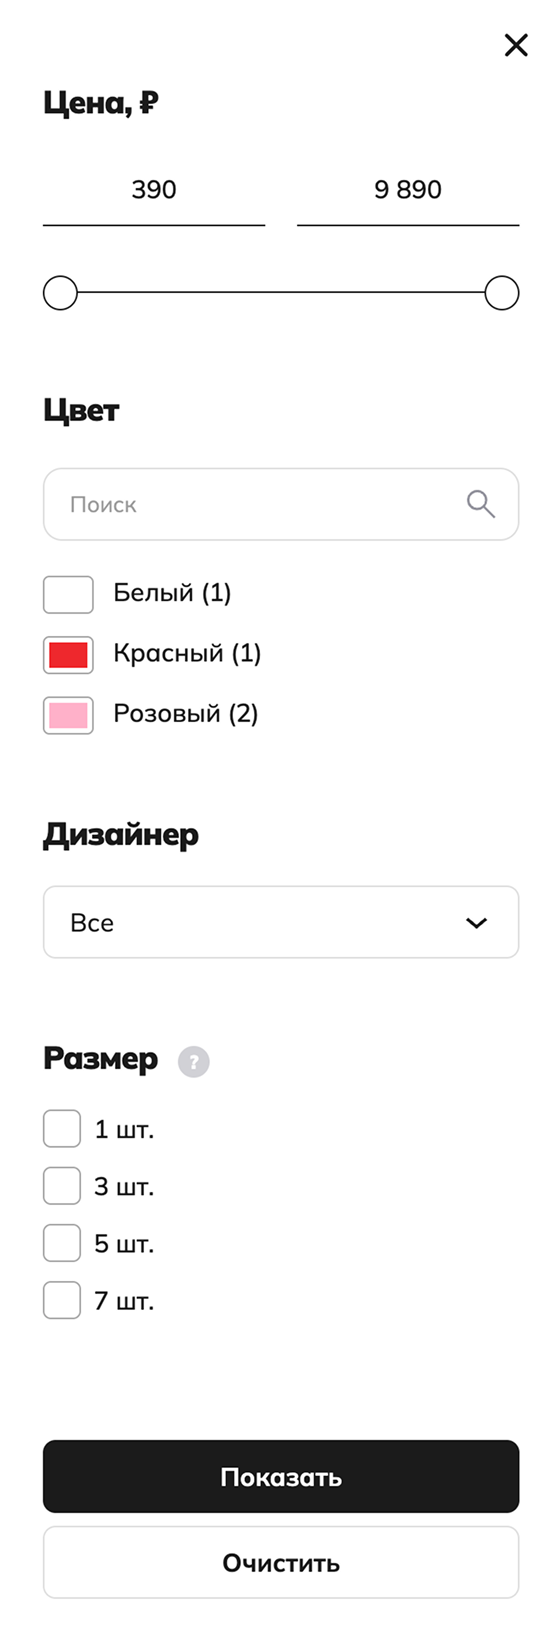 Цена, ₽
390
9 890
Цвет
Поиск
Белый (1)
Красный (1)
Розовый (2)
Дизайнер
Все
Размер ?
1 шт.
3 шт.
5 шт.
7 шт.
Показать
Очистить